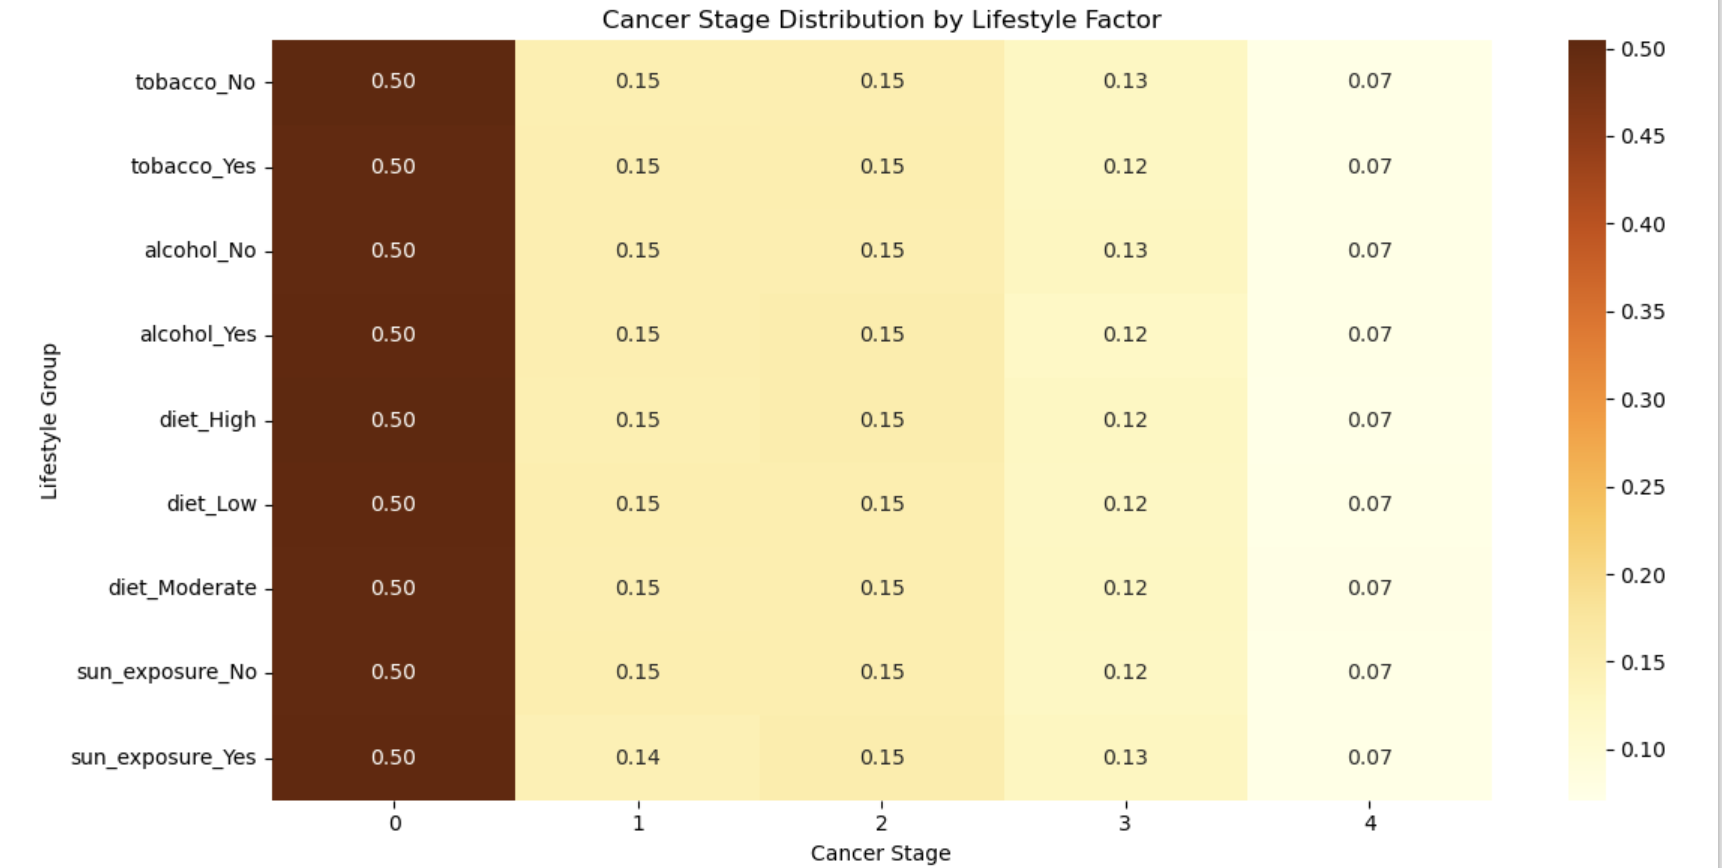 Cancer Stage Distribution by Lifestyle Factor
Lifestyle Group
tobacco_No 0.50 0.15 0.15 0.13 0.07
tobacco_Yes 0.50 0.15 0.15 0.12 0.07
alcohol_No 0.50 0.15 0.15 0.13 0.07
alcohol_Yes 0.50 0.15 0.15 0.12 0.07
diet_High 0.50 0.15 0.15 0.12 0.07
diet_Low 0.50 0.15 0.15 0.12 0.07
diet_Moderate 0.50 0.15 0.15 0.12 0.07
sun_exposure_No 0.50 0.15 0.15 0.12 0.07
sun_exposure_Yes 0.50 0.14 0.15 0.13 0.07
0 1 2 3 4
Cancer Stage
0.50
0.45
0.40
0.35
0.30
0.25
0.20
0.15
0.10